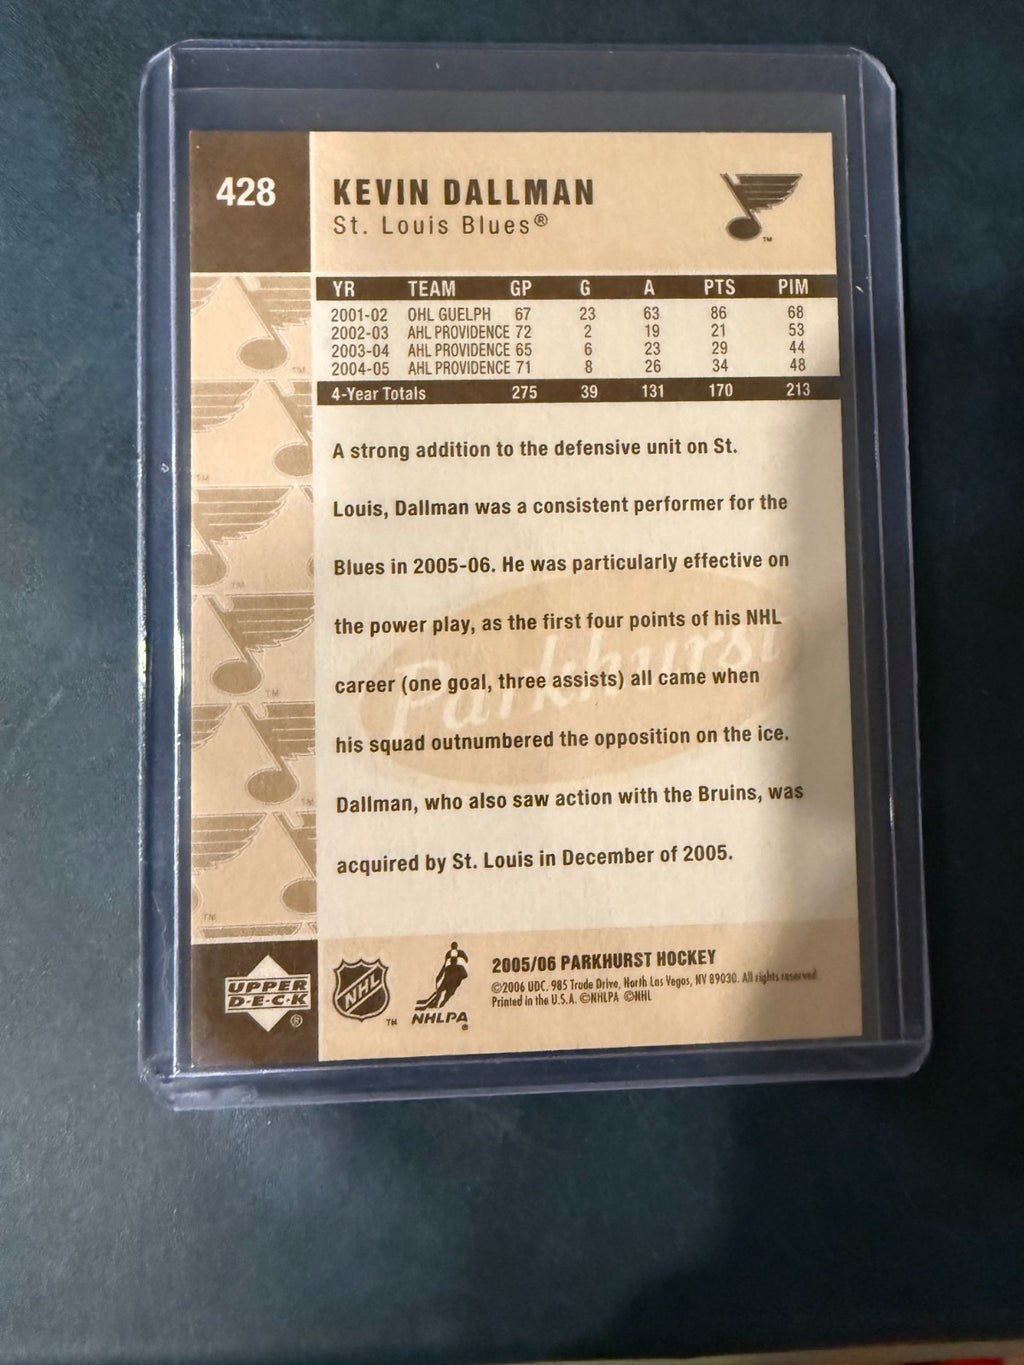 428
KEVIN DALLMAN
St. Louis Blues®
™
YR TEAM GP G A PTS PIM
2001-02 OHL GUELPH 67 23 63 86 68
2002-03 AHL PROVIDENCE 72 2 19 21 53
2003-04 AHL PROVIDENCE 65 6 23 29 44
2004-05 AHL PROVIDENCE 71 8 26 34 48
4-Year Totals 275 39 131 170 213
A strong addition to the defensive unit on St.
Louis, Dallman was a consistent performer for the
Blues in 2005-06. He was particularly effective on
the power play, as the first four points of his NHL
career (one goal, three assists) all came when
his squad outnumbered the opposition on the ice.
Dallman, who also saw action with the Bruins, was
acquired by St. Louis in December of 2005.
Parkhurst
UPPER
D·E·C·K
®
NHL
™
NHLPA
®
2005/06 PARKHURST HOCKEY
©2006 UDC. 985 Trade Drive, North Las Vegas, NV 89030. All rights reserved.
Printed in the U.S.A. ©NHLPA ©NHL